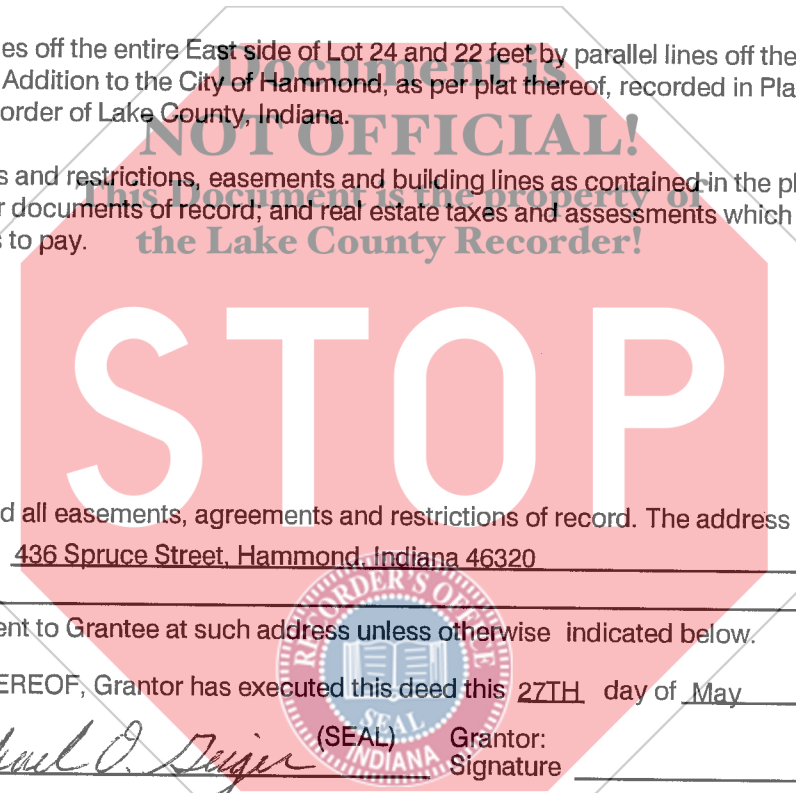 es off the entire East side of Lot 24 and 22 feet by parallel lines off the
Document is
Addition to the City of Hammond, as per plat thereof, recorded in Pla
order of Lake County, Indiana.
NOT OFFICIAL!
s and restrictions, easements and building lines as contained in the pl
This Document is the property of
r documents of record; and real estate taxes and assessments which
s to pay.
the Lake County Recorder!
STOP
d all easements, agreements and restrictions of record. The address
436 Spruce Street, Hammond, Indiana 46320
RECORDER'S OFFICE
ent to Grantee at such address unless otherwise indicated below.
EREOF, Grantor has executed this deed this 27TH day of May
SEAL
INDIANA
(SEAL) Grantor:
hael O. Geiger Signature